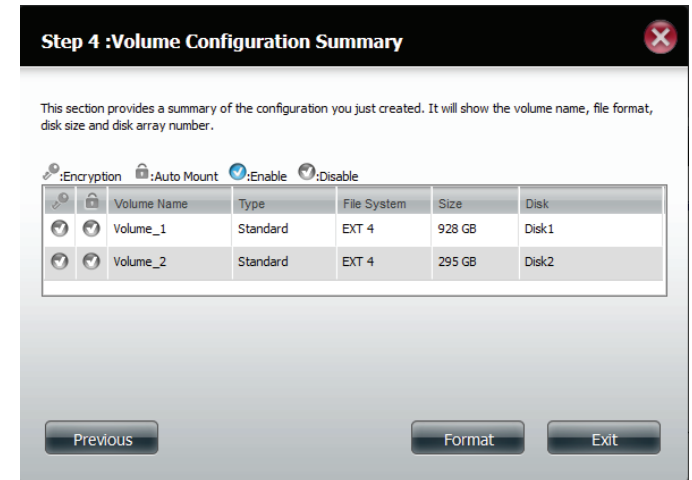 Step 4 :Volume Configuration Summary
This section provides a summary of the configuration you just created. It will show the volume name, file format,
disk size and disk array number.
:Encryption :Auto Mount :Enable :Disable
Volume Name Type File System Size Disk
Volume_1 Standard EXT 4 928 GB Disk1
Volume_2 Standard EXT 4 295 GB Disk2
Previous Format Exit